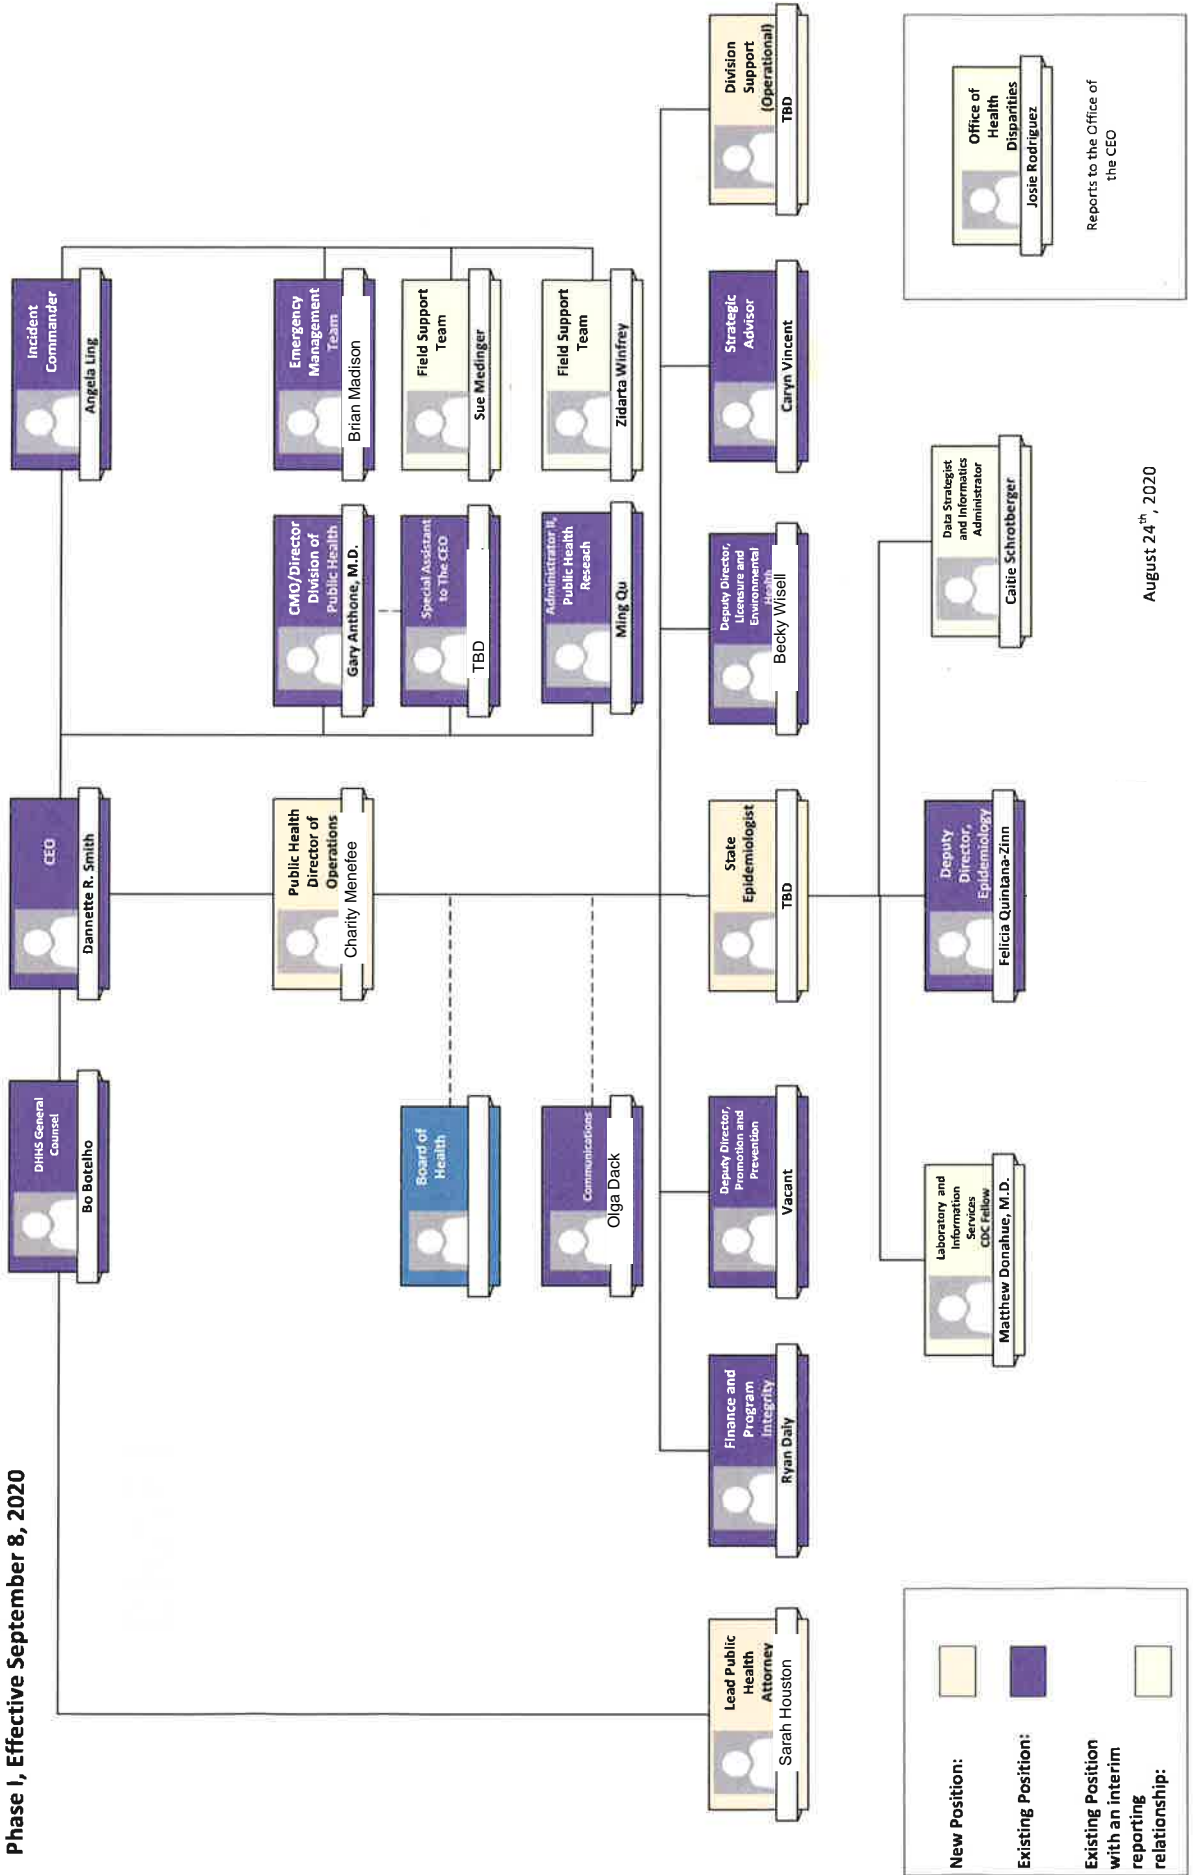 Phase I, Effective September 8, 2020
DHHS General
Counsel
Bo Botelho
CEO
Dannette R. Smith
Incident
Commander
Angela Ling
Public Health
Director of
Operations
Charity Menefee
CMO/Director
Division of
Public Health
Gary Anthone, M.D.
Emergency
Management
Team
Brian Madison
Board of
Health
Special Assistant
to The CEO
TBD
Field Support
Team
Sue Medinger
Communications
Olga Dack
Administrator II,
Public Health
Reseach
Ming Qu
Field Support
Team
Zidarta Winfrey
Lead Public
Health
Attorney
Sarah Houston
Finance and
Program
Integrity
Ryan Daly
Deputy Director,
Promotion and
Prevention
Vacant
State
Epidemiologist
TBD
Deputy Director,
Licensure and
Environmental
Health
Becky Wisell
Strategic
Advisor
Caryn Vincent
Division
Support
(Operational)
TBD
Laboratory and
Information
Services
CDC Fellow
Matthew Donahue, M.D.
Deputy
Director,
Epidemiology
Felicia Quintana-Zinn
Data Strategist
and Informatics
Administrator
Caitie Schrotberger
Office of
Health
Disparities
Josie Rodriguez
Reports to the Office of
the CEO
New Position:
Existing Position:
Existing Position
with an interim
reporting
relationship:
August 24th, 2020